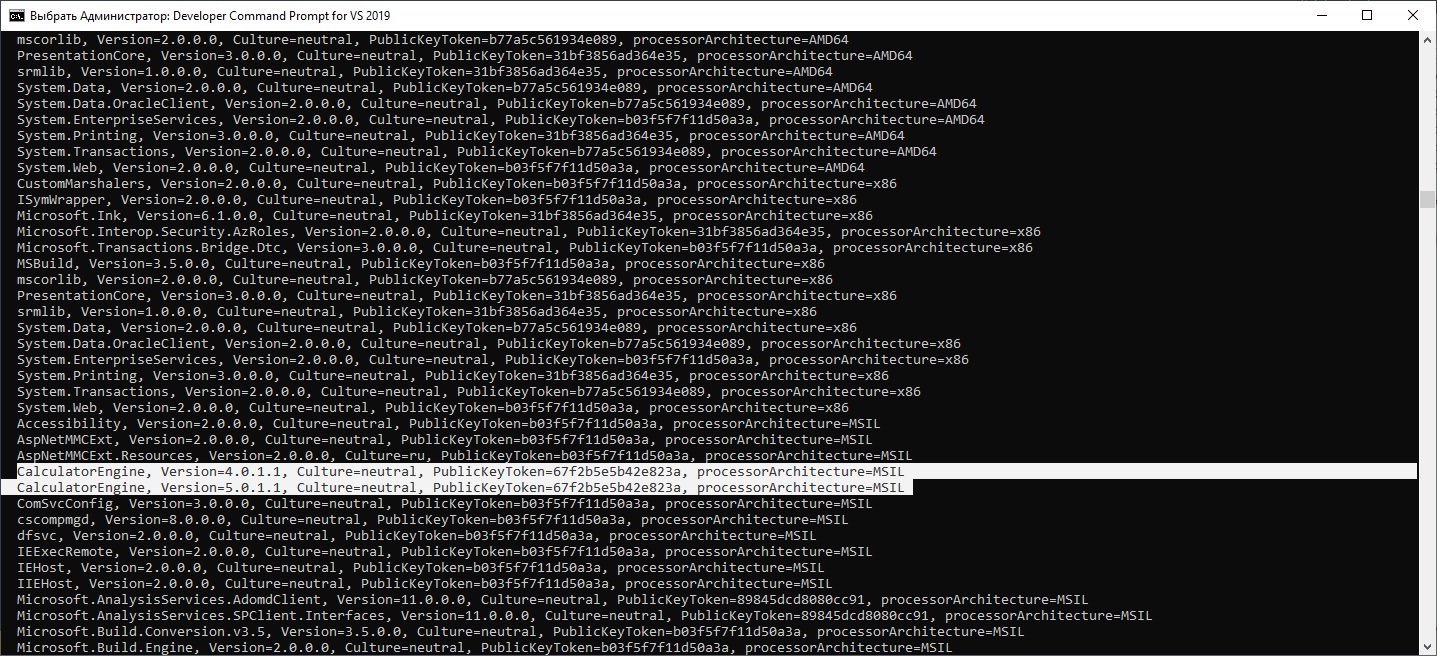 Выбрать Администратор: Developer Command Prompt for VS 2019
mscorlib, Version=2.0.0.0, Culture=neutral, PublicKeyToken=b77a5c561934e089, processorArchitecture=AMD64
PresentationCore, Version=3.0.0.0, Culture=neutral, PublicKeyToken=31bf3856ad364e35, processorArchitecture=AMD64
srmlib, Version=1.0.0.0, Culture=neutral, PublicKeyToken=31bf3856ad364e35, processorArchitecture=AMD64
System.Data, Version=2.0.0.0, Culture=neutral, PublicKeyToken=b77a5c561934e089, processorArchitecture=AMD64
System.Data.OracleClient, Version=2.0.0.0, Culture=neutral, PublicKeyToken=b77a5c561934e089, processorArchitecture=AMD64
System.EnterpriseServices, Version=2.0.0.0, Culture=neutral, PublicKeyToken=b03f5f7f11d50a3a, processorArchitecture=AMD64
System.Printing, Version=3.0.0.0, Culture=neutral, PublicKeyToken=31bf3856ad364e35, processorArchitecture=AMD64
System.Transactions, Version=2.0.0.0, Culture=neutral, PublicKeyToken=b77a5c561934e089, processorArchitecture=AMD64
System.Web, Version=2.0.0.0, Culture=neutral, PublicKeyToken=b03f5f7f11d50a3a, processorArchitecture=AMD64
CustomMarshalers, Version=2.0.0.0, Culture=neutral, PublicKeyToken=b03f5f7f11d50a3a, processorArchitecture=x86
ISymWrapper, Version=2.0.0.0, Culture=neutral, PublicKeyToken=b03f5f7f11d50a3a, processorArchitecture=x86
Microsoft.Ink, Version=6.1.0.0, Culture=neutral, PublicKeyToken=31bf3856ad364e35, processorArchitecture=x86
Microsoft.Interop.Security.AzRoles, Version=2.0.0.0, Culture=neutral, PublicKeyToken=31bf3856ad364e35, processorArchitecture=x86
Microsoft.Transactions.Bridge.Dtc, Version=3.0.0.0, Culture=neutral, PublicKeyToken=b03f5f7f11d50a3a, processorArchitecture=x86
MSBuild, Version=3.5.0.0, Culture=neutral, PublicKeyToken=b03f5f7f11d50a3a, processorArchitecture=x86
mscorlib, Version=2.0.0.0, Culture=neutral, PublicKeyToken=b77a5c561934e089, processorArchitecture=x86
PresentationCore, Version=3.0.0.0, Culture=neutral, PublicKeyToken=31bf3856ad364e35, processorArchitecture=x86
srmlib, Version=1.0.0.0, Culture=neutral, PublicKeyToken=31bf3856ad364e35, processorArchitecture=x86
System.Data, Version=2.0.0.0, Culture=neutral, PublicKeyToken=b77a5c561934e089, processorArchitecture=x86
System.Data.OracleClient, Version=2.0.0.0, Culture=neutral, PublicKeyToken=b77a5c561934e089, processorArchitecture=x86
System.EnterpriseServices, Version=2.0.0.0, Culture=neutral, PublicKeyToken=b03f5f7f11d50a3a, processorArchitecture=x86
System.Printing, Version=3.0.0.0, Culture=neutral, PublicKeyToken=31bf3856ad364e35, processorArchitecture=x86
System.Transactions, Version=2.0.0.0, Culture=neutral, PublicKeyToken=b77a5c561934e089, processorArchitecture=x86
System.Web, Version=2.0.0.0, Culture=neutral, PublicKeyToken=b03f5f7f11d50a3a, processorArchitecture=x86
Accessibility, Version=2.0.0.0, Culture=neutral, PublicKeyToken=b03f5f7f11d50a3a, processorArchitecture=MSIL
AspNetMMCExt, Version=2.0.0.0, Culture=neutral, PublicKeyToken=b03f5f7f11d50a3a, processorArchitecture=MSIL
AspNetMMCExt.Resources, Version=2.0.0.0, Culture=ru, PublicKeyToken=b03f5f7f11d50a3a, processorArchitecture=MSIL
CalculatorEngine, Version=4.0.1.1, Culture=neutral, PublicKeyToken=67f2b5e5b42e823a, processorArchitecture=MSIL
CalculatorEngine, Version=5.0.1.1, Culture=neutral, PublicKeyToken=67f2b5e5b42e823a, processorArchitecture=MSIL
ComSvcConfig, Version=3.0.0.0, Culture=neutral, PublicKeyToken=b03f5f7f11d50a3a, processorArchitecture=MSIL
cscompmgd, Version=8.0.0.0, Culture=neutral, PublicKeyToken=b03f5f7f11d50a3a, processorArchitecture=MSIL
dfsvc, Version=2.0.0.0, Culture=neutral, PublicKeyToken=b03f5f7f11d50a3a, processorArchitecture=MSIL
IEExecRemote, Version=2.0.0.0, Culture=neutral, PublicKeyToken=b03f5f7f11d50a3a, processorArchitecture=MSIL
IEHost, Version=2.0.0.0, Culture=neutral, PublicKeyToken=b03f5f7f11d50a3a, processorArchitecture=MSIL
IIEHost, Version=2.0.0.0, Culture=neutral, PublicKeyToken=b03f5f7f11d50a3a, processorArchitecture=MSIL
Microsoft.AnalysisServices.AdomdClient, Version=11.0.0.0, Culture=neutral, PublicKeyToken=89845dcd8080cc91, processorArchitecture=MSIL
Microsoft.AnalysisServices.SPClient.Interfaces, Version=11.0.0.0, Culture=neutral, PublicKeyToken=89845dcd8080cc91, processorArchitecture=MSIL
Microsoft.Build.Conversion.v3.5, Version=3.5.0.0, Culture=neutral, PublicKeyToken=b03f5f7f11d50a3a, processorArchitecture=MSIL
Microsoft.Build.Engine, Version=2.0.0.0, Culture=neutral, PublicKeyToken=b03f5f7f11d50a3a, processorArchitecture=MSIL